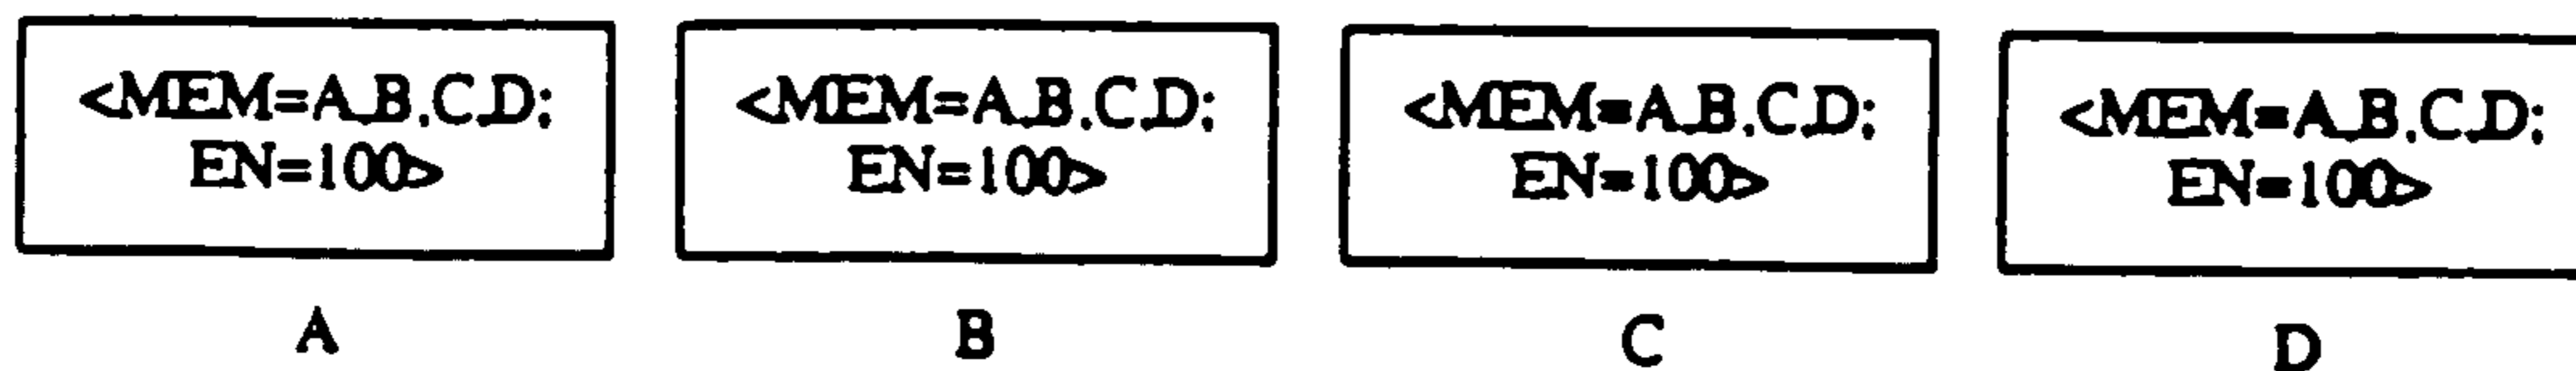 <MEM=A,B,C,D;
EN=100>
A
<MEM=A,B,C,D;
EN=100>
B
<MEM=A,B,C,D;
EN=100>
C
<MEM=A,B,C,D;
EN=100>
D